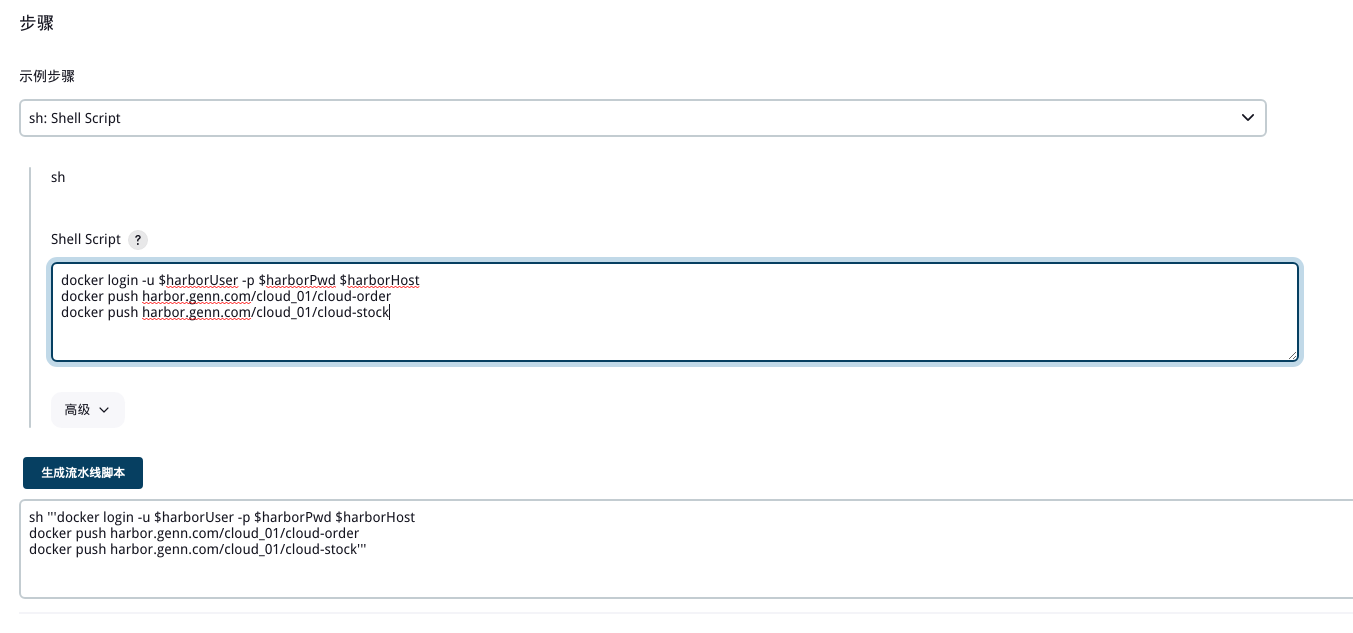 步骤
示例步骤
sh: Shell Script
sh
Shell Script ?
docker login -u $harborUser -p $harborPwd $harborHost
docker push harbor.genn.com/cloud_01/cloud-order
docker push harbor.genn.com/cloud_01/cloud-stock
高级
生成流水线脚本
sh '''docker login -u $harborUser -p $harborPwd $harborHost
docker push harbor.genn.com/cloud_01/cloud-order
docker push harbor.genn.com/cloud_01/cloud-stock'''